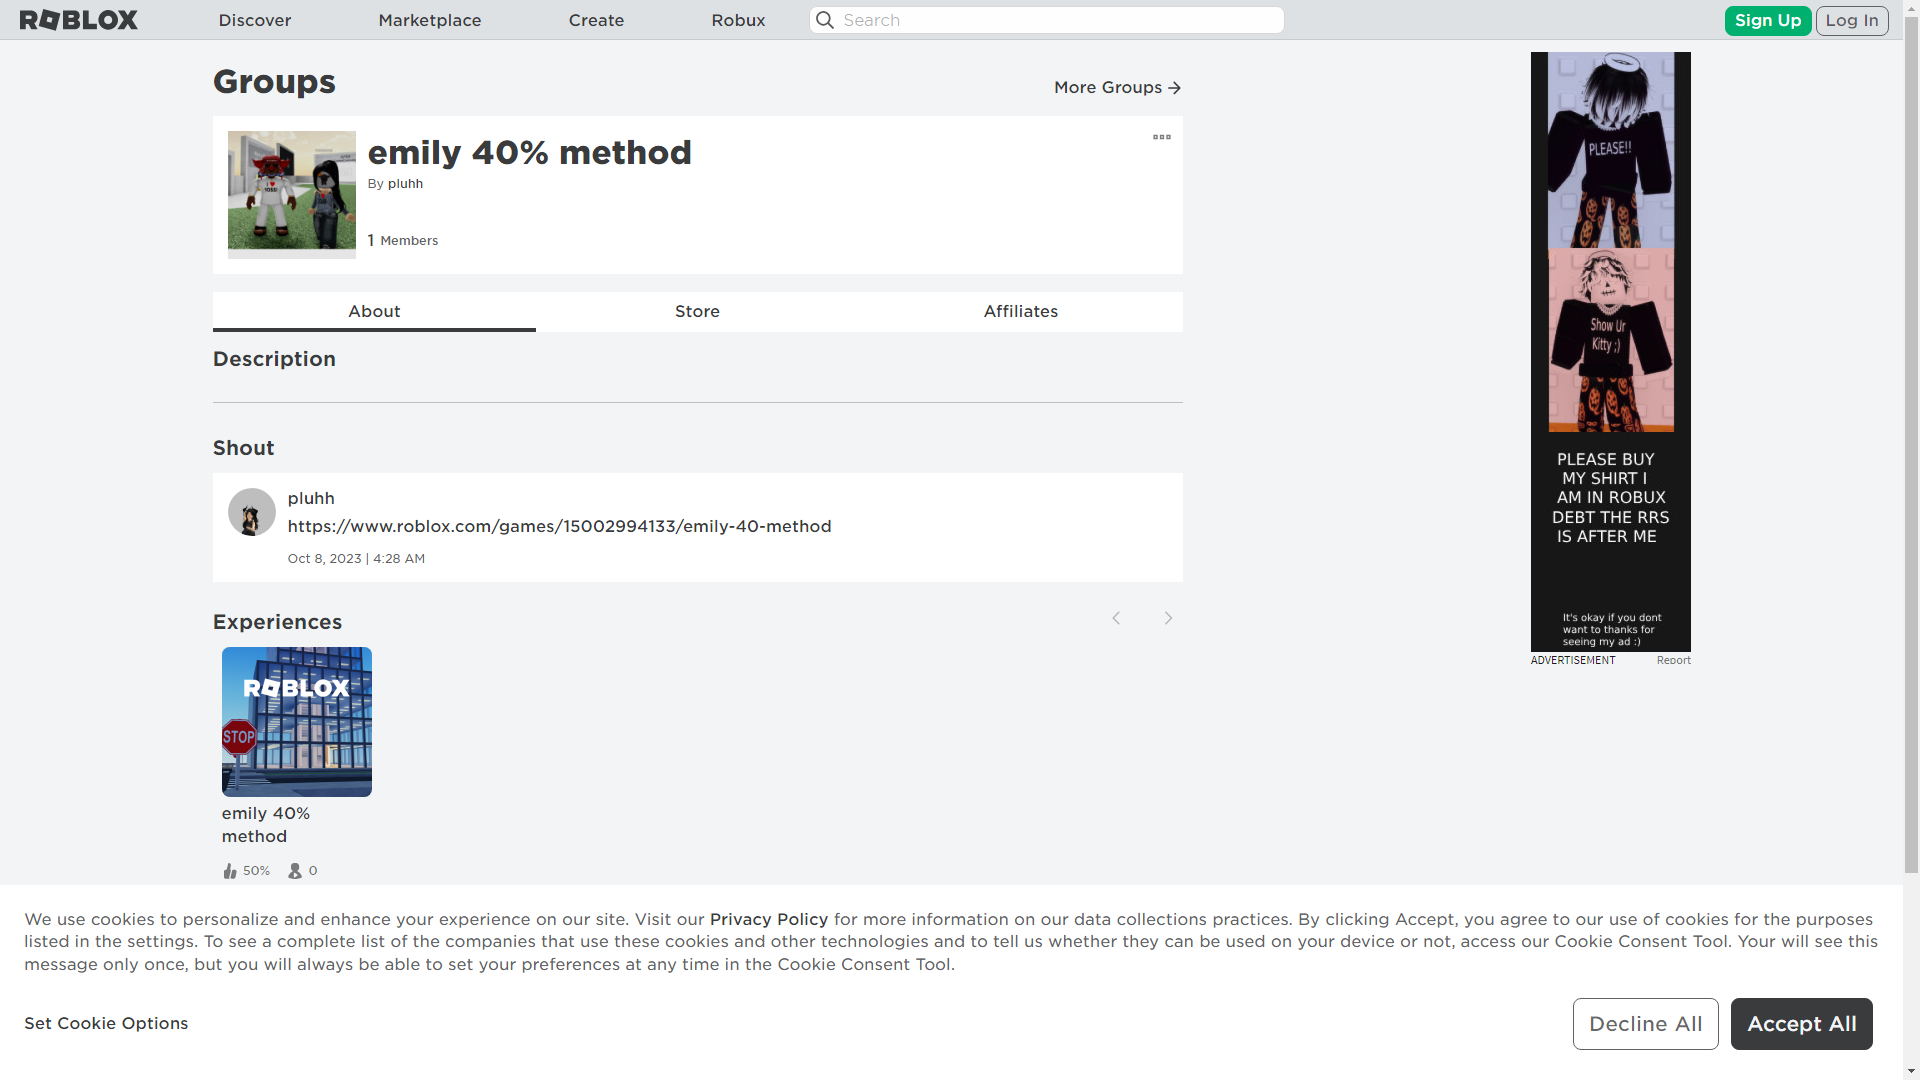 ROBLOX
Discover
Marketplace
Create
Robux
Search
Sign Up
Log In
Groups
More Groups
emily 40% method
By pluhh
1 Members
About
Store
Affiliates
Description
Shout
pluhh
https://www.roblox.com/games/15002994133/emily-40-method
Oct 8, 2023 | 4:28 AM
Experiences
ROBLOX
STOP
emily 40%
method
50%
0
PLEASE!!
Show Ur
Kitty ;)
PLEASE BUY
MY SHIRT I
AM IN ROBUX
DEBT THE RRS
IS AFTER ME
It's okay if you dont
want to thanks for
seeing my ad :)
ADVERTISEMENT
Report
We use cookies to personalize and enhance your experience on our site. Visit our Privacy Policy for more information on our data collections practices. By clicking Accept, you agree to our use of cookies for the purposes
listed in the settings. To see a complete list of the companies that use these cookies and other technologies and to tell us whether they can be used on your device or not, access our Cookie Consent Tool. Your will see this
message only once, but you will always be able to set your preferences at any time in the Cookie Consent Tool.
Set Cookie Options
Decline All
Accept All